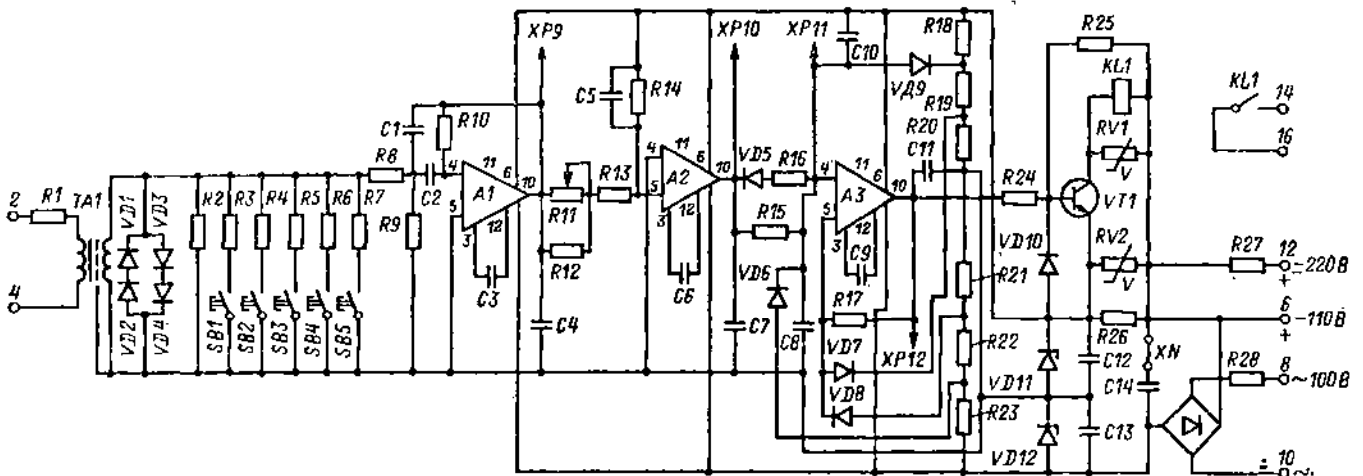 XP9
XP10
XP11
C10
R18
R25
VД9
KL1
KL1
14
16
R19
R20
C11
RV1
V
C5
R14
C1
R10
R8
4
11
6
10
A1
C2
5
3
12
C3
R9
R11
R12
R13
4
11
6
10
A2
5
3
12
C6
VD5
R16
4
11
6
10
A3
5
3
12
C9
R15
VD6
R24
VT1
VD10
RV2
V
R27
12
=220В
+
2
R1
TA1
VD1
VD3
VD2
VD4
R2
R3
R4
R5
R6
R7
SB1
SB2
SB3
SB4
SB5
4
C4
C7
C8
R17
VD7
VD8
XP12
R21
R22
R23
VD11
VD12
R26
C12
C13
XN
C14
6
-110В
+
R28
8
~100В
10